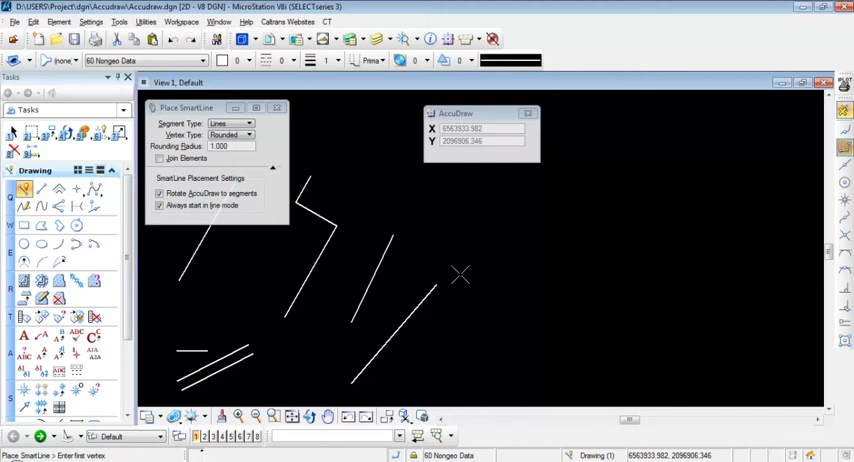 D:\USERS\Project\dgn\Accudraw\Accudraw.dgn [2D - V8 DGN] - MicroStation V8i (SELECTseries 3)
File Element Settings Tools Utilities Workspace Window Help Caltrans Websites CT
(none 60 Nongeo Data 0 0 1 Prima 0 0
Tasks
View 1, Default
Tasks
Place SmartLine
Segment Type: Lines
Vertex Type: Rounded
Rounding Radius: 1.000
Join Elements
SmartLine Placement Settings
Rotate AccuDraw to segments
Always start in line mode
AccuDraw
X 6563933.982
Y 2096906.346
Drawing
Q
W
E
R
T
A
S
1 2 3 4 5 6 7 8
Default
Place SmartLine > Enter first vertex
60 Nongeo Data
Drawing (1)
6563933.982, 2096906.346